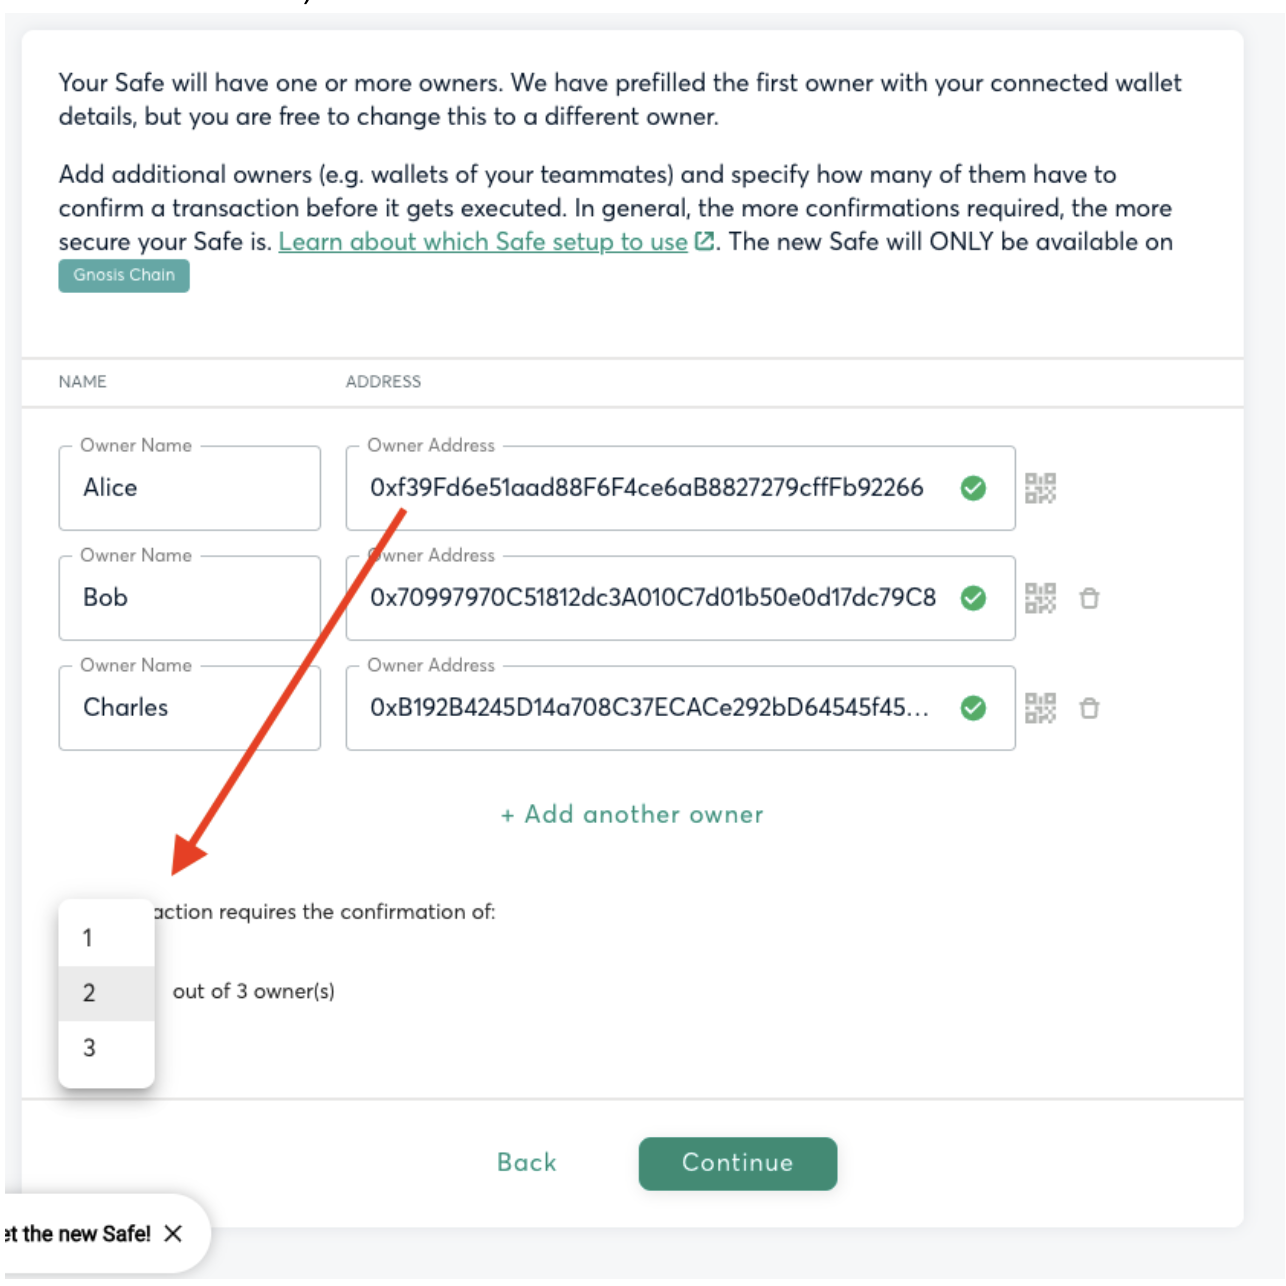 Your Safe will have one or more owners. We have prefilled the first owner with your connected wallet
details, but you are free to change this to a different owner.
Add additional owners (e.g. wallets of your teammates) and specify how many of them have to
confirm a transaction before it gets executed. In general, the more confirmations required, the more
secure your Safe is. Learn about which Safe setup to use. The new Safe will ONLY be available on
Gnosis Chain
NAME ADDRESS
Owner Name Owner Address
Alice 0xf39Fd6e51aad88F6F4ce6aB8827279cffFb92266
Owner Name Owner Address
Bob 0x70997970C51812dc3A010C7d01b50e0d17dc79C8
Owner Name Owner Address
Charles 0xB192B4245D14a708C37ECACe292bD64545f45...
+ Add another owner
action requires the confirmation of:
1
2 out of 3 owner(s)
3
Back Continue
et the new Safe!